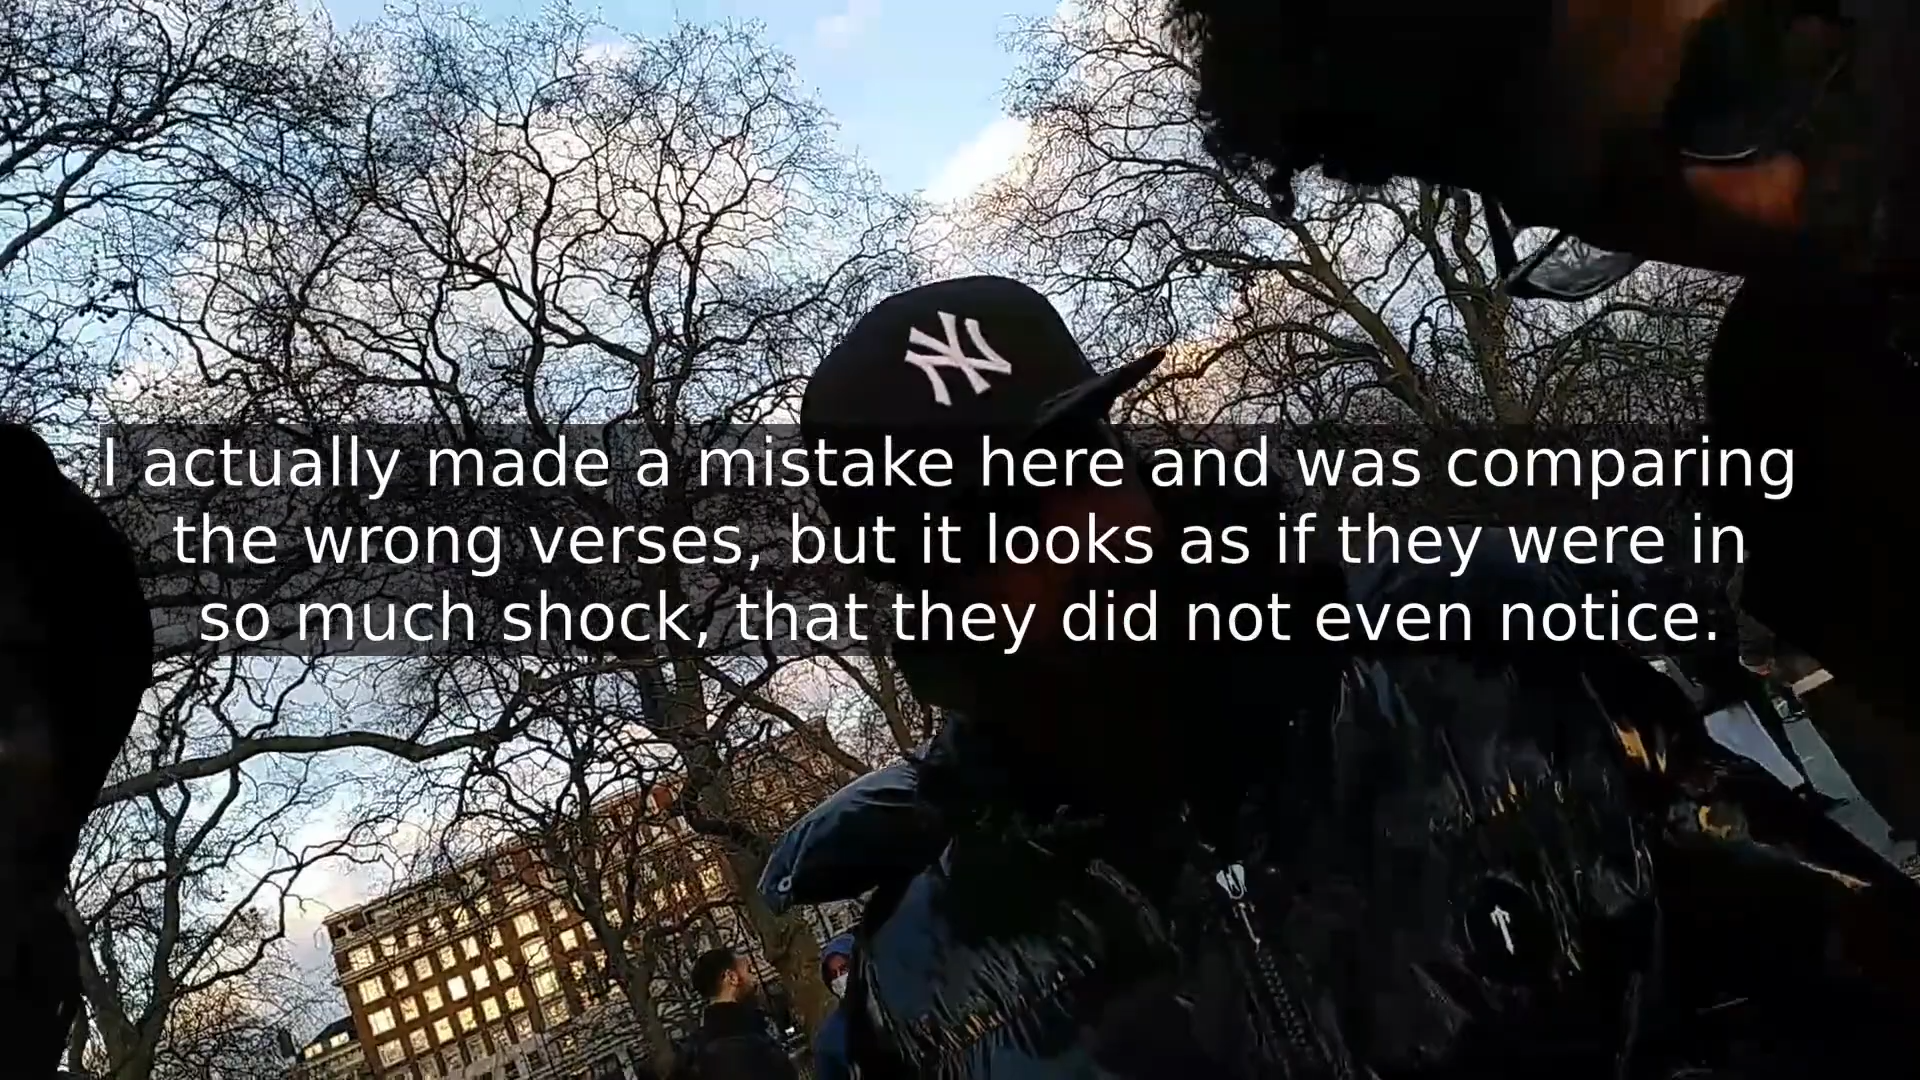 NY
I actually made a mistake here and was comparing
the wrong verses, but it looks as if they were in
so much shock, that they did not even notice.